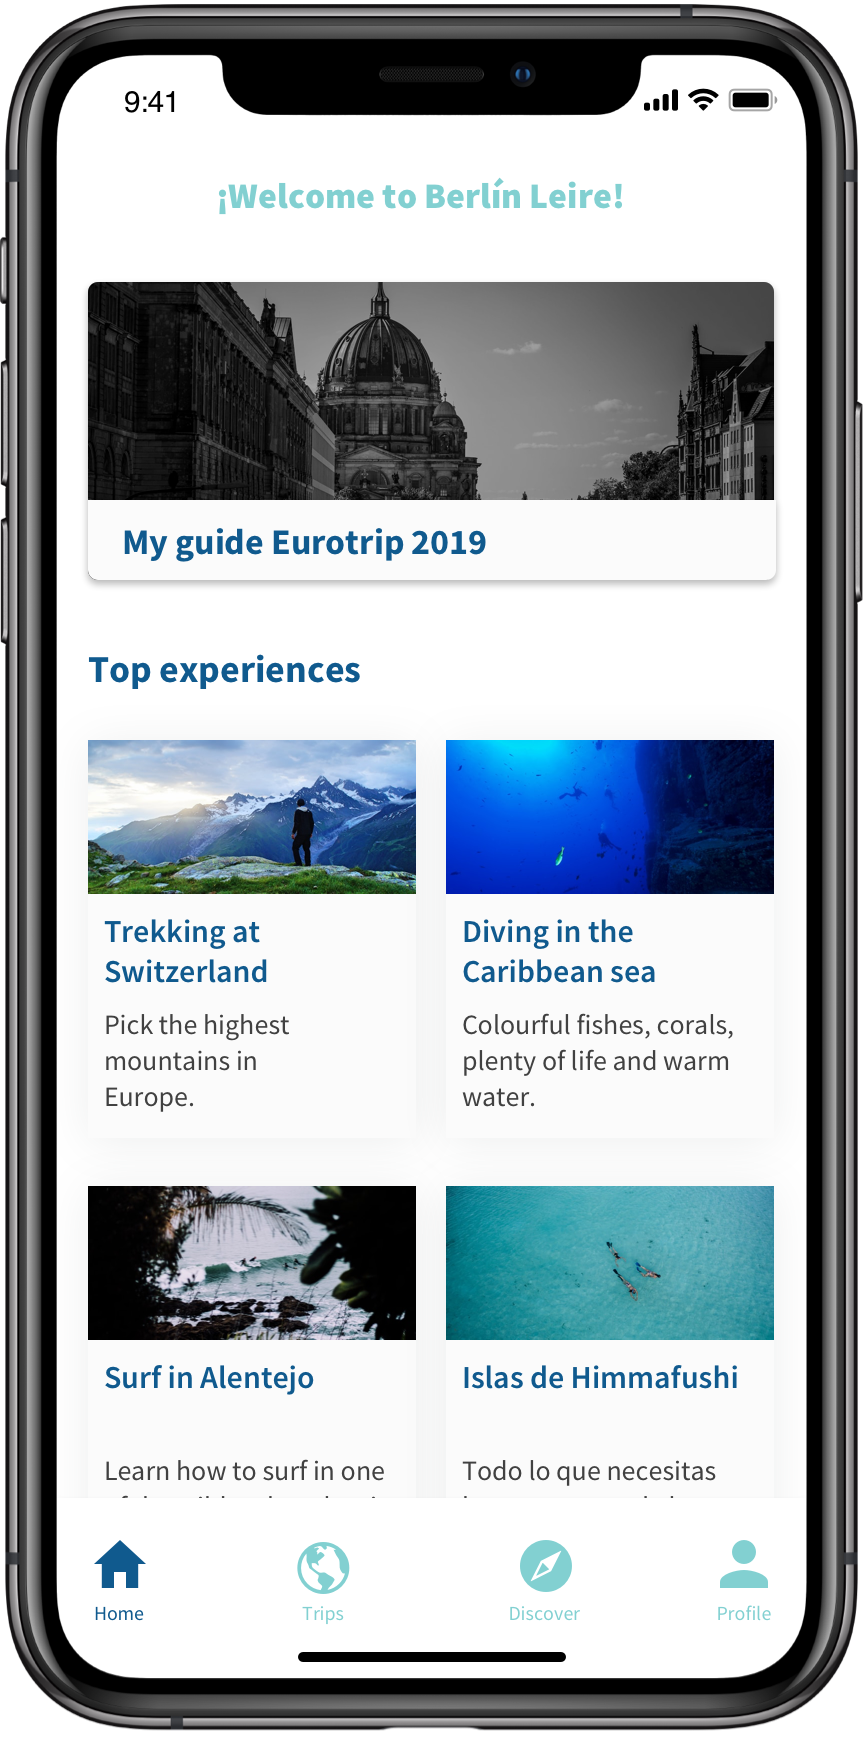 9:41
¡Welcome to Berlín Leire!
My guide Eurotrip 2019
Top experiences
Trekking at
Switzerland
Pick the highest
mountains in
Europe.
Diving in the
Caribbean sea
Colourful fishes, corals,
plenty of life and warm
water.
Surf in Alentejo
Learn how to surf in one
Islas de Himmafushi
Todo lo que necesitas
Home
Trips
Discover
Profile